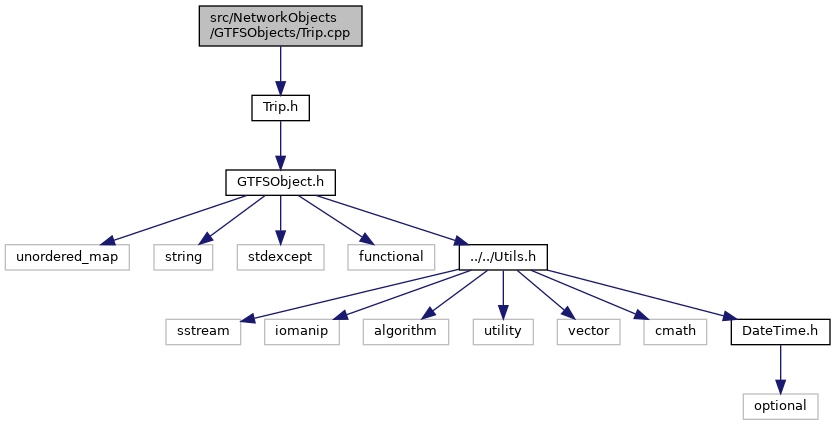 src/NetworkObjects
/GTFSObjects/Trip.cpp
Trip.h
GTFSObject.h
unordered_map
string
stdexcept
functional
../../Utils.h
sstream
iomanip
algorithm
utility
vector
cmath
DateTime.h
optional